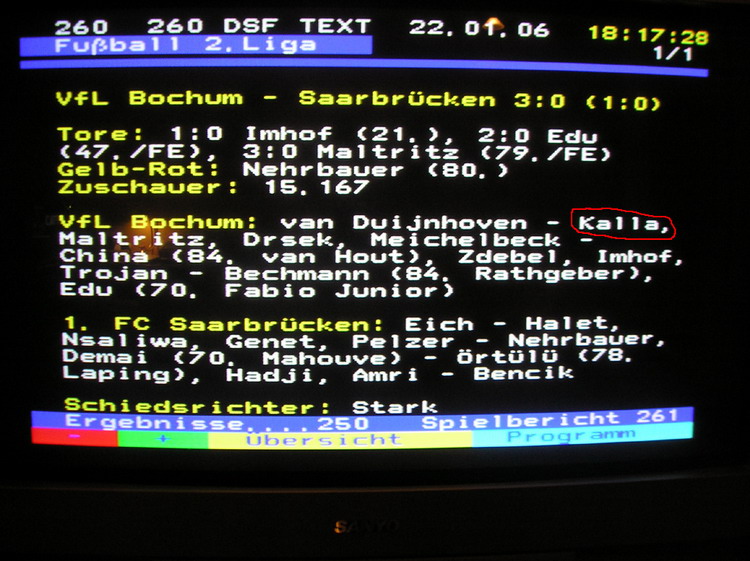 260 260 DSF TEXT 22.01.06 18:17:28
Fußball 2.Liga 1/1
VfL Bochum - Saarbrücken 3:0 (1:0)
Tore: 1:0 Imhof (21.), 2:0 Edu
(47./FE), 3:0 Maltritz (79./FE)
Gelb-Rot: Nehrbauer (80.)
Zuschauer: 15.167
VfL Bochum: van Duijnhoven - Kalla,
Maltritz, Drsek, Meichelbeck -
China (84. van Hout), Zdebel, Imhof,
Trojan - Bechmann (84. Rathgeber),
Edu (70. Fabio Junior)
1. FC Saarbrücken: Eich - Halet,
Nsaliwa, Genet, Pelzer - Nehrbauer,
Demai (70. Mahouve) - Örtülü (78.
Laping), Hadji, Amri - Bencik
Schiedsrichter: Stark
Ergebnisse....250 Spielbericht 261
- + Übersicht Programm
SANYO